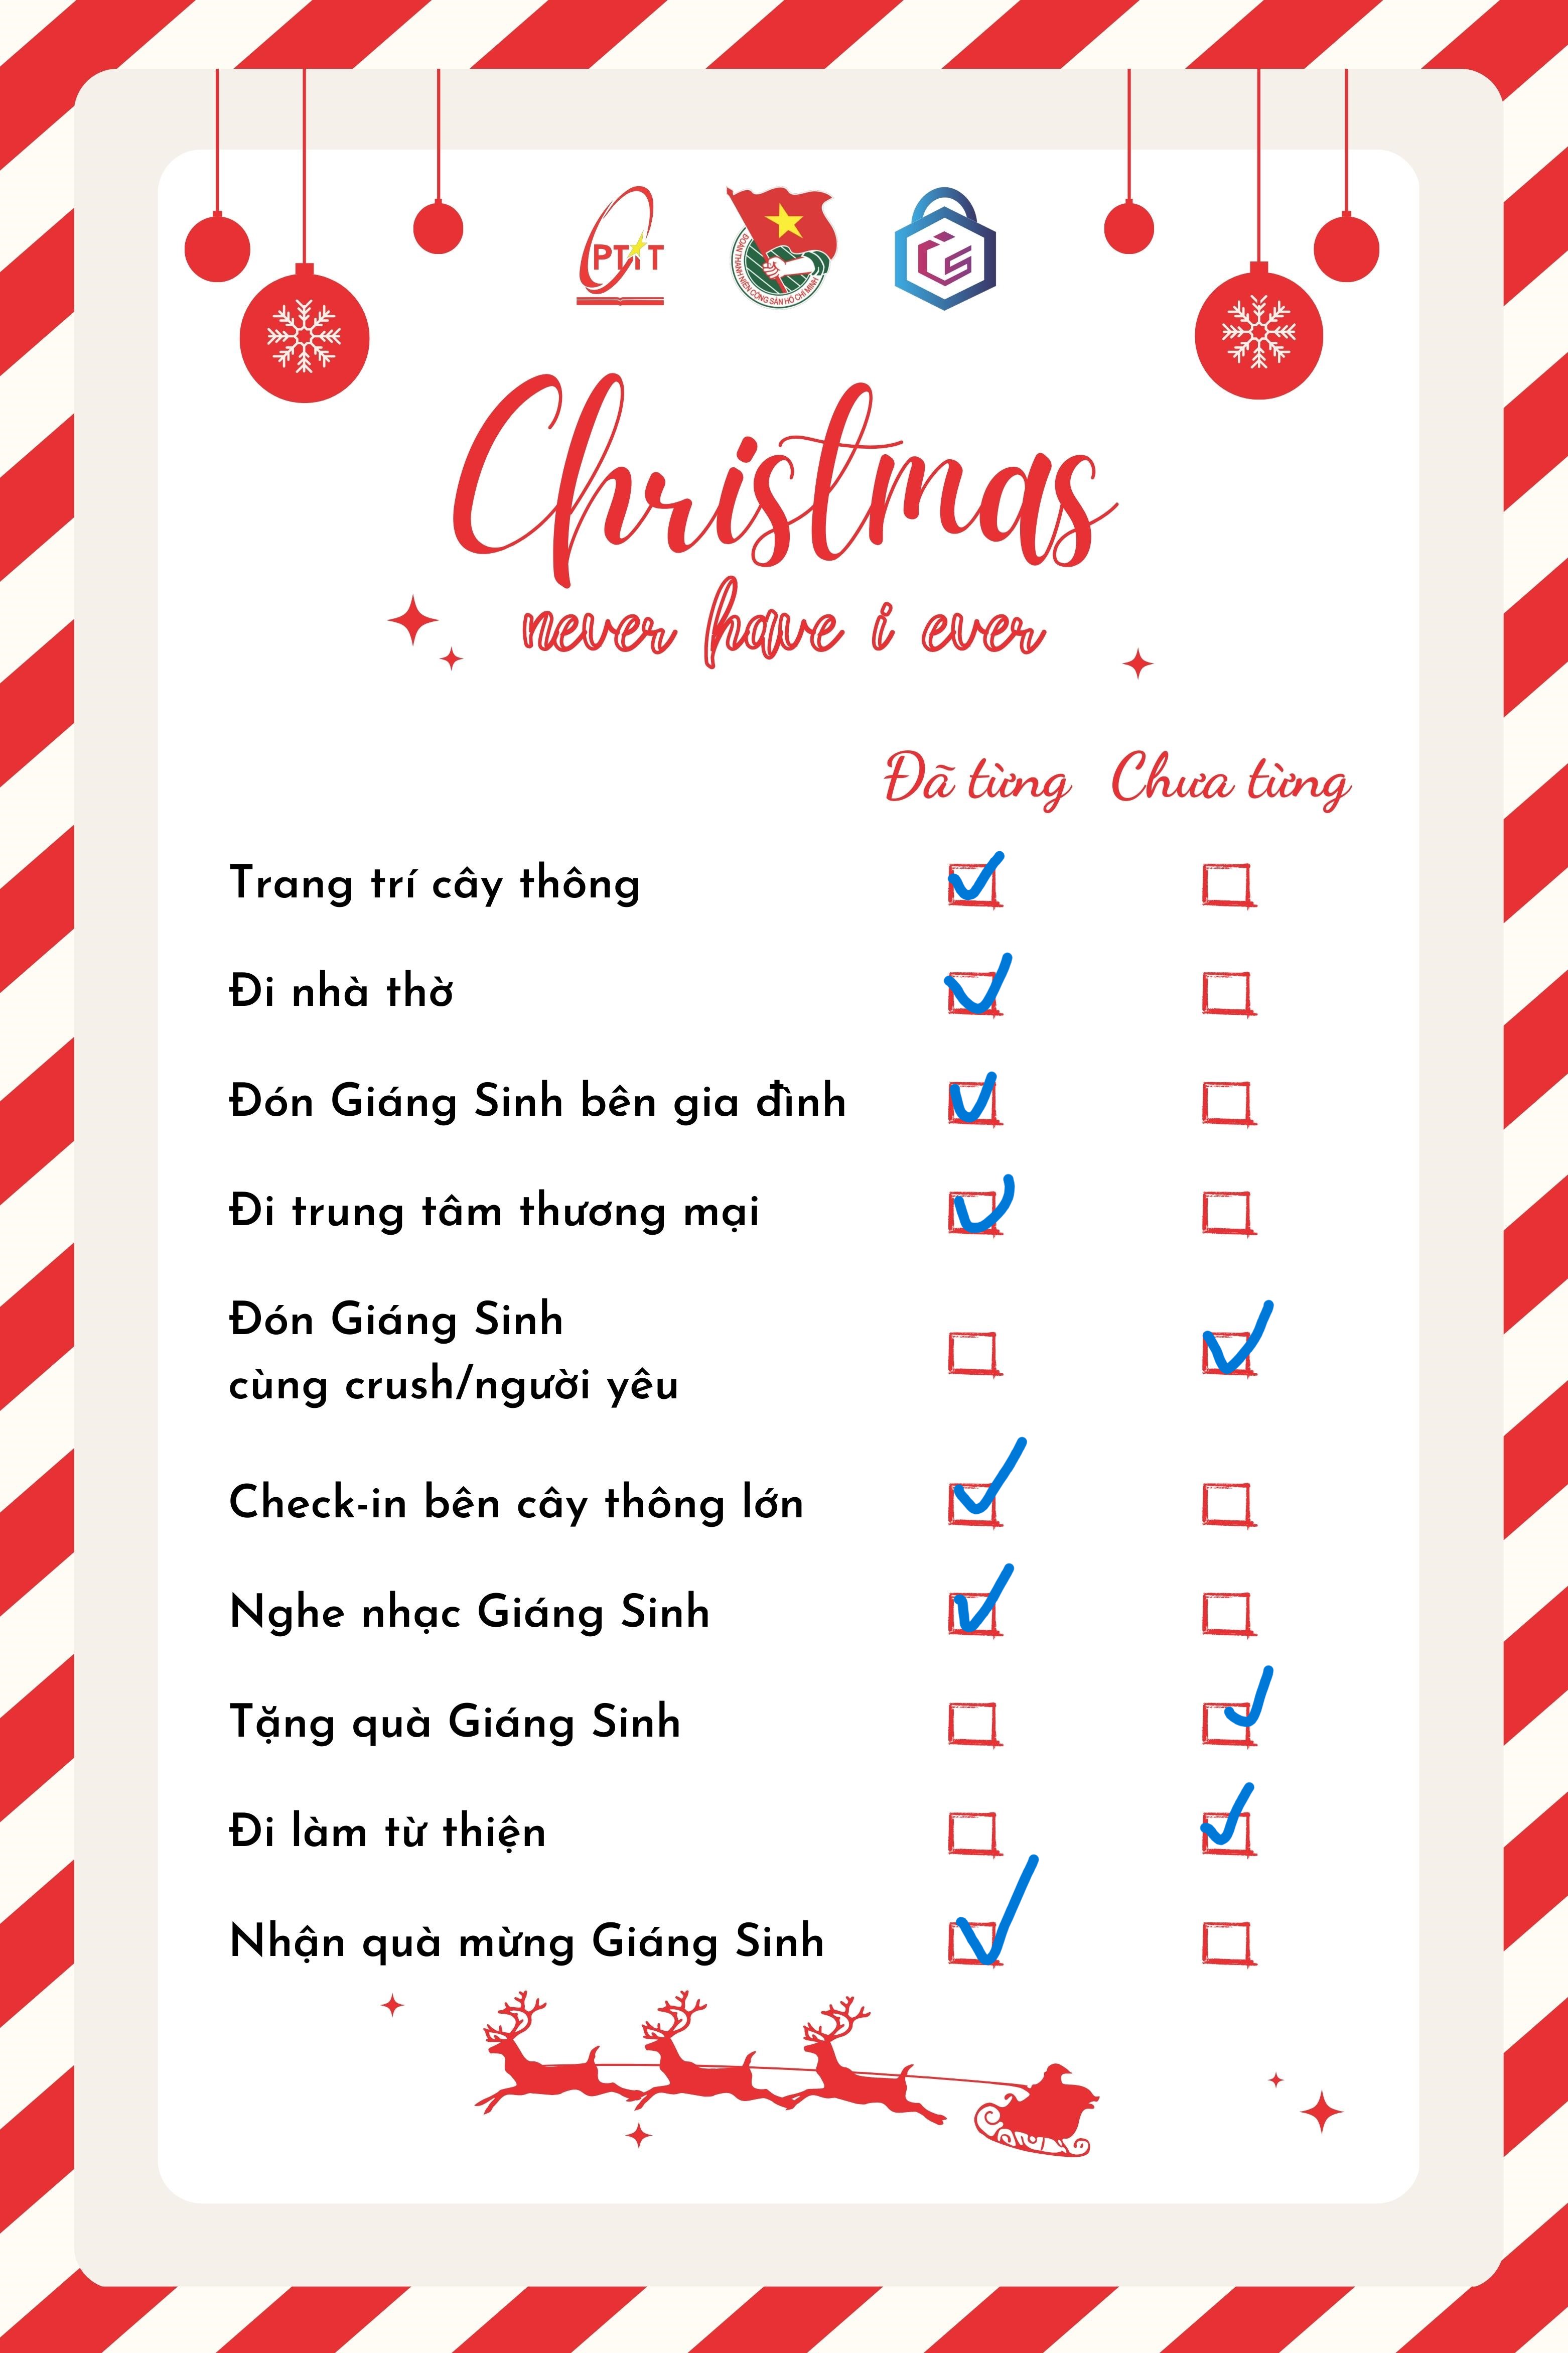 PTIT
ĐOÀN THANH NIÊN CỘNG SẢN HỒ CHÍ MINH
Christmas
never have i ever
Đã từng Chưa từng
Trang trí cây thông
Đi nhà thờ
Đón Giáng Sinh bên gia đình
Đi trung tâm thương mại
Đón Giáng Sinh
cùng crush/người yêu
Check-in bên cây thông lớn
Nghe nhạc Giáng Sinh
Tặng quà Giáng Sinh
Đi làm từ thiện
Nhận quà mừng Giáng Sinh